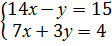 14x − y = 15
7x + 3y = 4